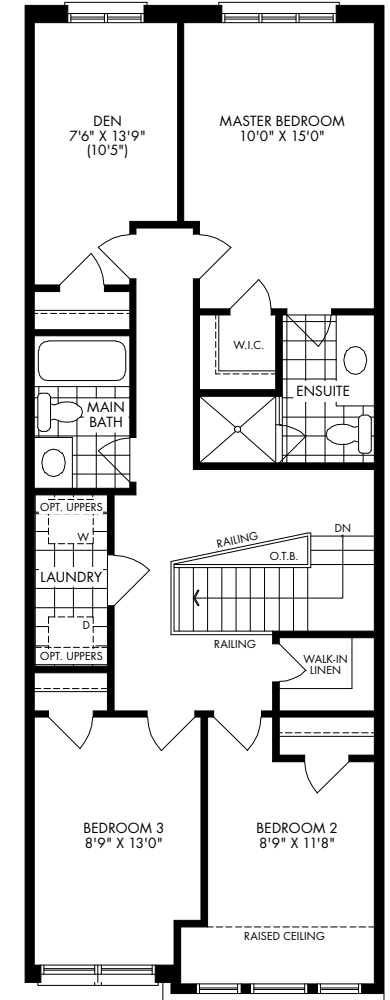 DEN
7'6" X 13'9"
(10'5")
MASTER BEDROOM
10'0" X 15'0"
W.I.C.
ENSUITE
MAIN
BATH
OPT. UPPERS
W
LAUNDRY
D
OPT. UPPERS
RAILING
DN
O.T.B.
RAILING
WALK-IN
LINEN
BEDROOM 3
8'9" X 13'0"
BEDROOM 2
8'9" X 11'8"
RAISED CEILING